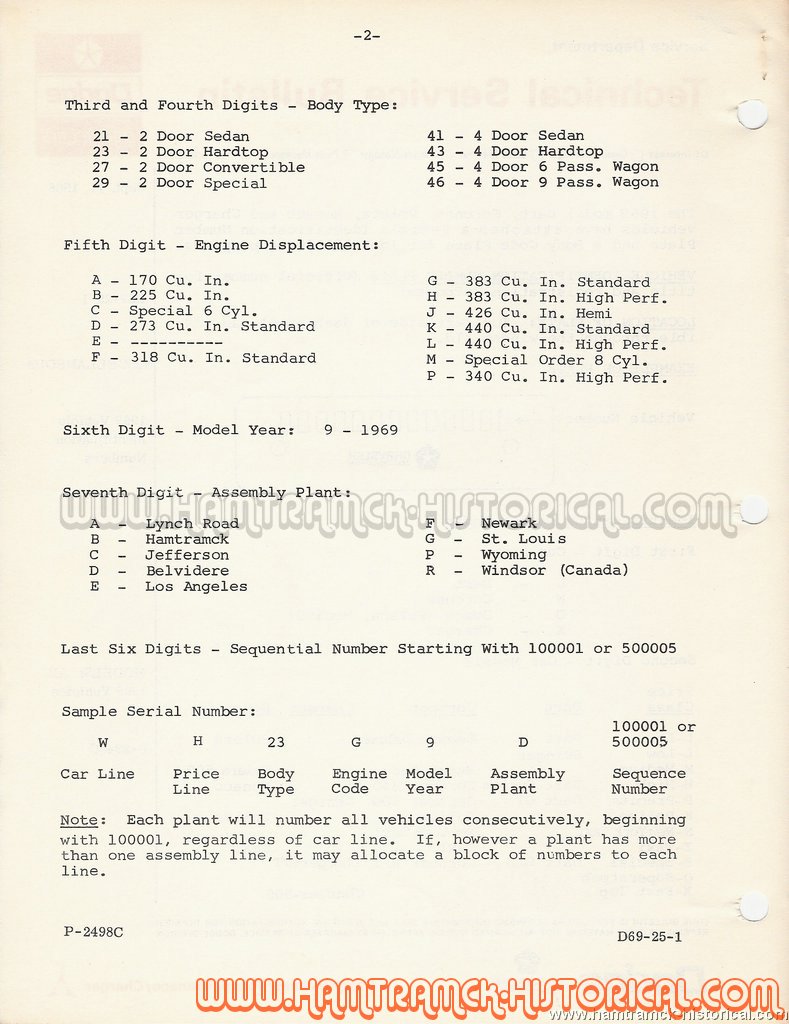 -2-
Third and Fourth Digits - Body Type:
21 - 2 Door Sedan
23 - 2 Door Hardtop
27 - 2 Door Convertible
29 - 2 Door Special
41 - 4 Door Sedan
43 - 4 Door Hardtop
45 - 4 Door 6 Pass. Wagon
46 - 4 Door 9 Pass. Wagon
Fifth Digit - Engine Displacement:
A - 170 Cu. In.
B - 225 Cu. In.
C - Special 6 Cyl.
D - 273 Cu. In. Standard
E - ----------
F - 318 Cu. In. Standard
G - 383 Cu. In. Standard
H - 383 Cu. In. High Perf.
J - 426 Cu. In. Hemi
K - 440 Cu. In. Standard
L - 440 Cu. In. High Perf.
M - Special Order 8 Cyl.
P - 340 Cu. In. High Perf.
Sixth Digit - Model Year: 9 - 1969
Seventh Digit - Assembly Plant:
www.Hamtramck-Historical.com
A - Lynch Road
B - Hamtramck
C - Jefferson
D - Belvidere
E - Los Angeles
F - Newark
G - St. Louis
P - Wyoming
R - Windsor (Canada)
Last Six Digits - Sequential Number Starting With 100001 or 500005
Sample Serial Number:
100001 or
W H 23 G 9 D 500005
Car Line Price Body Engine Model Assembly Sequence
Line Type Code Year Plant Number
Note: Each plant will number all vehicles consecutively, beginning
with 100001, regardless of car line. If, however a plant has more
than one assembly line, it may allocate a block of numbers to each
line.
P-2498C
D69-25-1
www.Hamtramck-Historical.com
www.hamtramck-historical.com